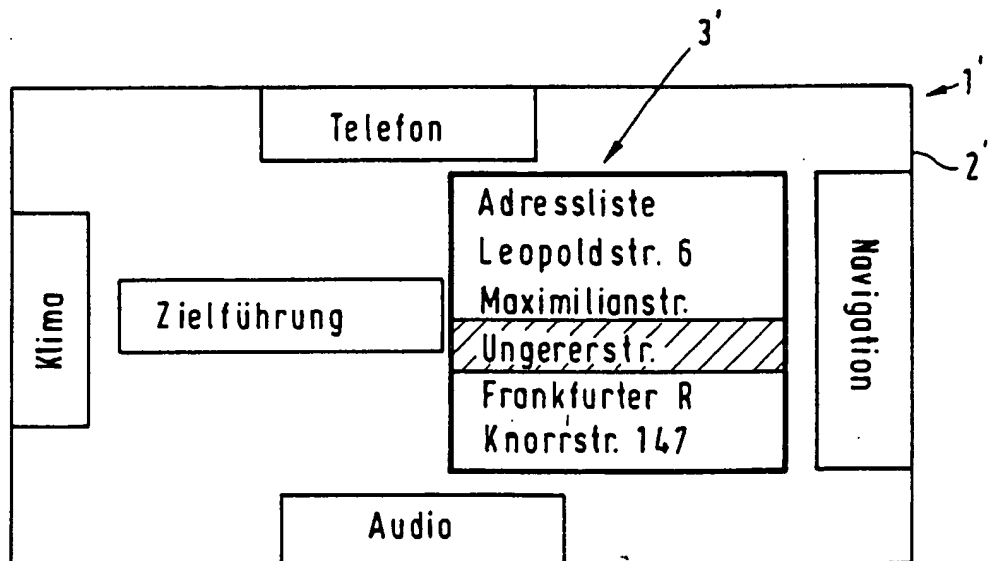 3'
1'
Telefon
2'
Adressliste
Leopoldstr. 6
Maximilianstr.
Ungererstr.
Frankfurter R
Knorrstr. 147
Klima
Zielführung
Navigation
Audio